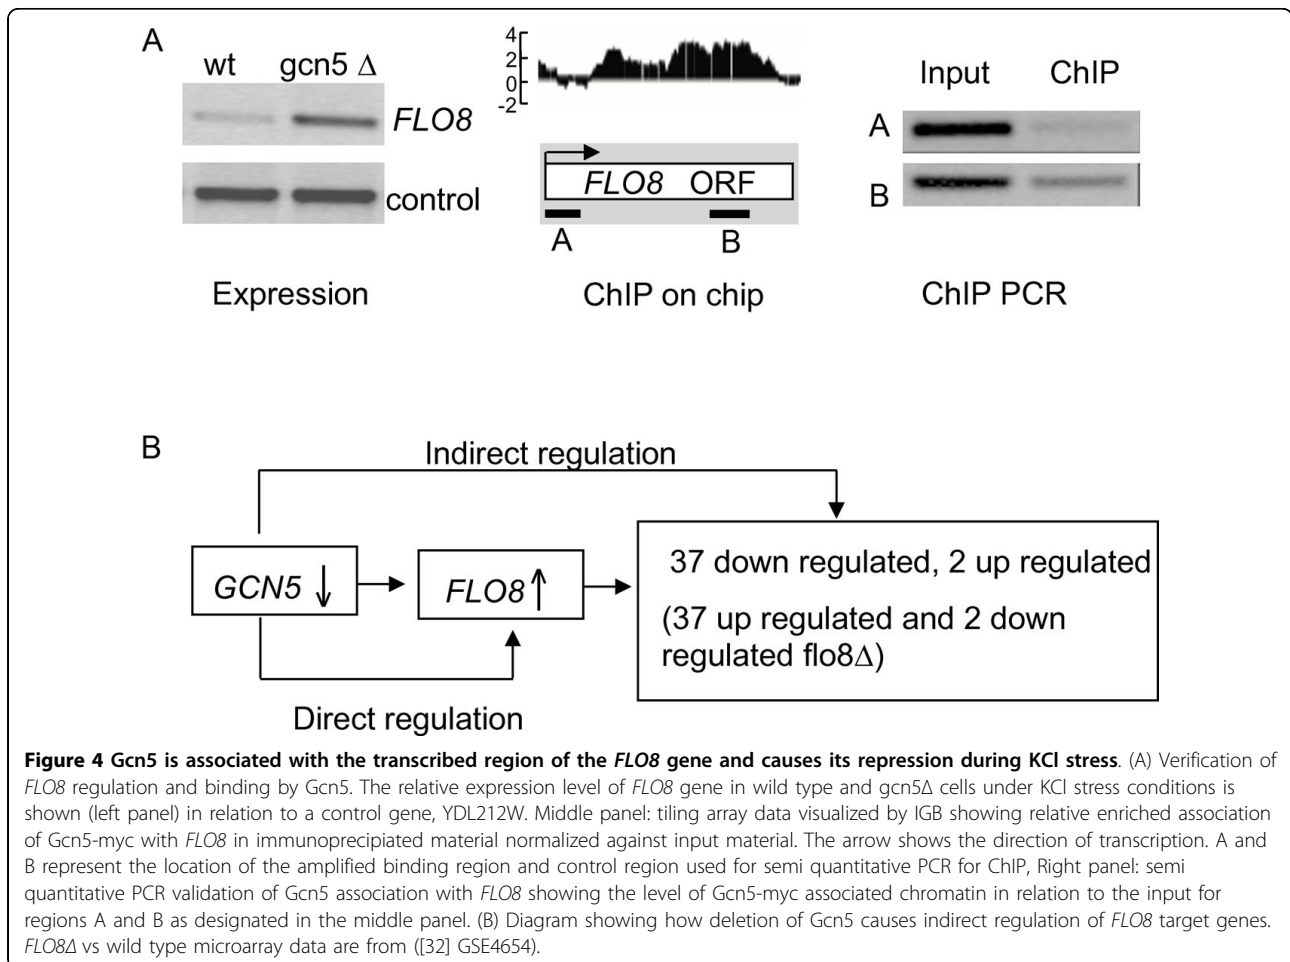 A
wt gcn5 Δ
FLO8
control
Expression
4
2
0
-2
FLO8 ORF
A B
ChIP on chip
Input ChIP
A
B
ChIP PCR
B
Indirect regulation
GCN5 ↓
FLO8 ↑
37 down regulated, 2 up regulated
(37 up regulated and 2 down
regulated flo8Δ)
Direct regulation
Figure 4 Gcn5 is associated with the transcribed region of the FLO8 gene and causes its repression during KCl stress. (A) Verification of
FLO8 regulation and binding by Gcn5. The relative expression level of FLO8 gene in wild type and gcn5Δ cells under KCl stress conditions is
shown (left panel) in relation to a control gene, YDL212W. Middle panel: tiling array data visualized by IGB showing relative enriched association
of Gcn5-myc with FLO8 in immunoprecipiated material normalized against input material. The arrow shows the direction of transcription. A and
B represent the location of the amplified binding region and control region used for semi quantitative PCR for ChIP, Right panel: semi
quantitative PCR validation of Gcn5 association with FLO8 showing the level of Gcn5-myc associated chromatin in relation to the input for
regions A and B as designated in the middle panel. (B) Diagram showing how deletion of Gcn5 causes indirect regulation of FLO8 target genes.
FLO8Δ vs wild type microarray data are from ([32] GSE4654).